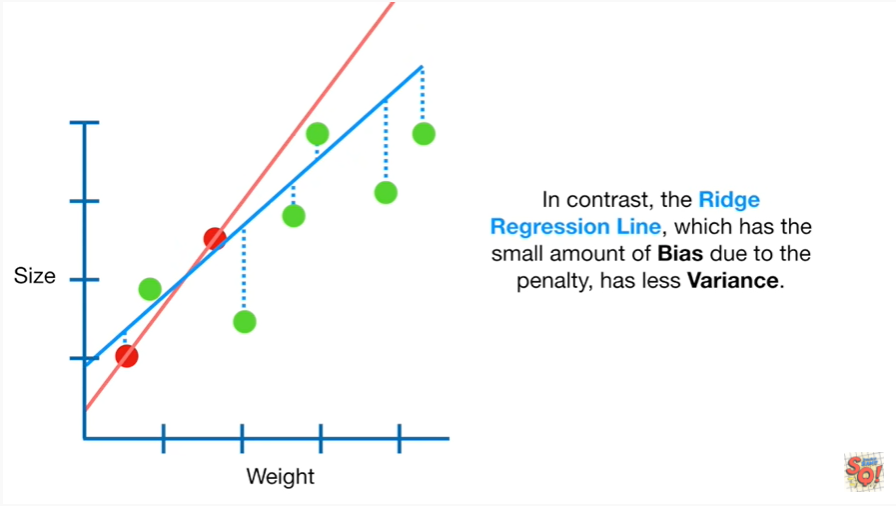 Size
Weight
In contrast, the Ridge
Regression Line, which has the
small amount of Bias due to the
penalty, has less Variance.
SQ!